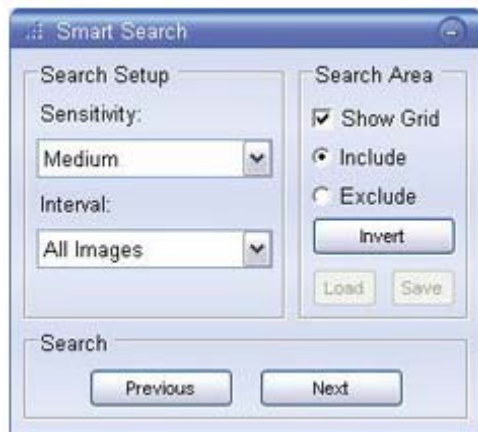 Smart Search
Search Setup
Sensitivity:
Medium
Interval:
All Images
Search Area
Show Grid
Include
Exclude
Invert
Load Save
Search
Previous Next